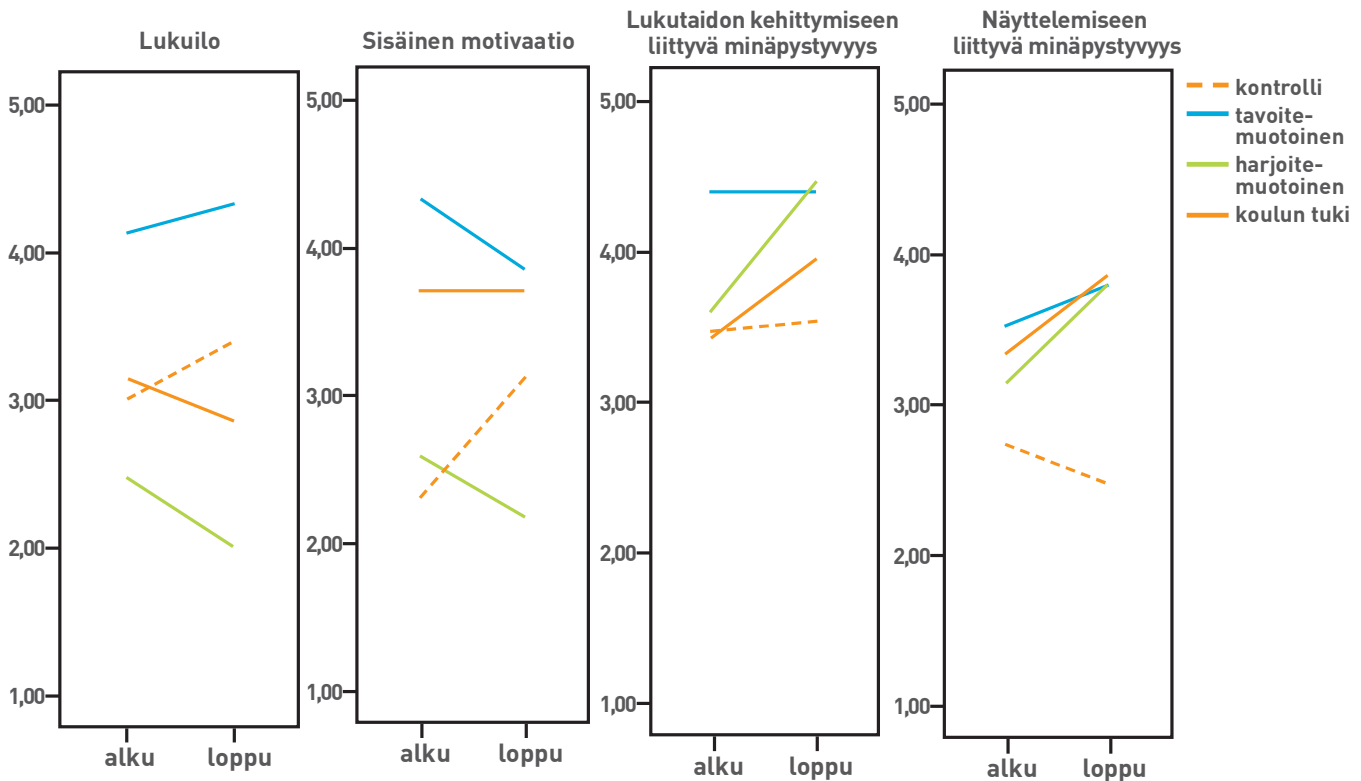 Lukuilo
5,00
4,00
3,00
2,00
1,00
alku
loppu
Sisäinen motivaatio
5,00
4,00
3,00
2,00
1,00
alku
loppu
Lukutaidon kehittymiseen
liittyvä minäpystyvyys
5,00
4,00
3,00
2,00
1,00
alku
loppu
Näyttelemiseen
liittyvä minäpystyvyys
5,00
4,00
3,00
2,00
1,00
alku
loppu
kontrolli
tavoite-
muotoinen
harjoite-
muotoinen
koulun tuki